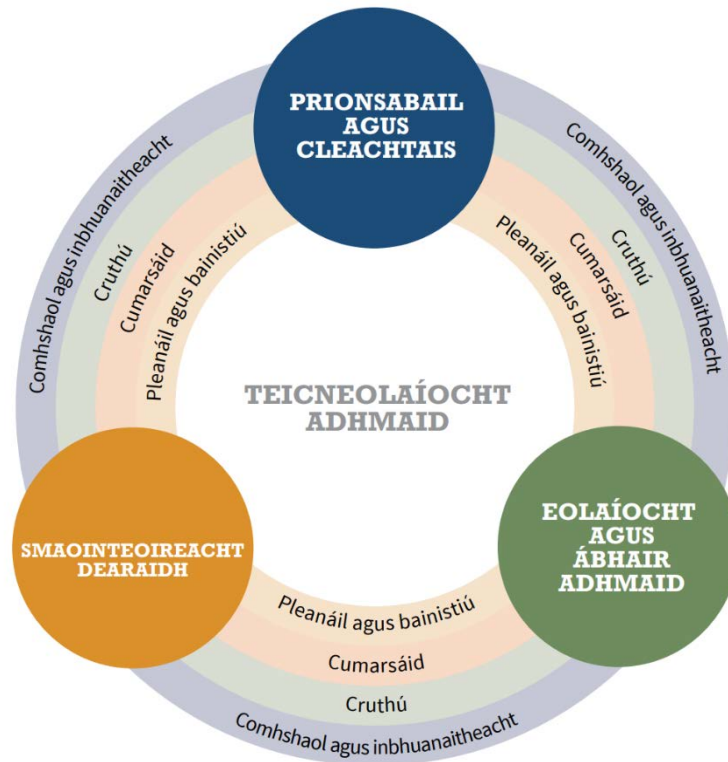 PRIONSABAIL
AGUS
CLEACHTAIS
Comhshaol agus inbhuanaitheacht
Cruthú
Cumarsáid
Pleanáil agus bainistiú
Comhshaol agus inbhuanaitheacht
Cruthú
Cumarsáid
Pleanáil agus bainistiú
TEICNEOLAÍOCHT
ADHMAID
SMAOINTEOIREACHT
DEARAIDH
EOLAÍOCHT
AGUS
ÁBHAIR
ADHMAID
Pleanáil agus bainistiú
Cumarsáid
Cruthú
Comhshaol agus inbhuanaitheacht